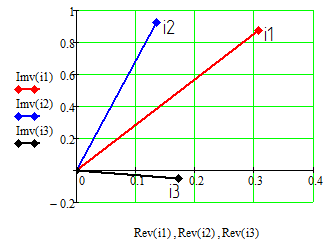 1
i2
i1
0.8
0.6
Imv(i1)
Imv(i2)
0.4
Imv(i3)
0.2
0
0.1
0.2
0.3
0.4
i3
− 0.2
Rev(i1) , Rev(i2) , Rev(i3)